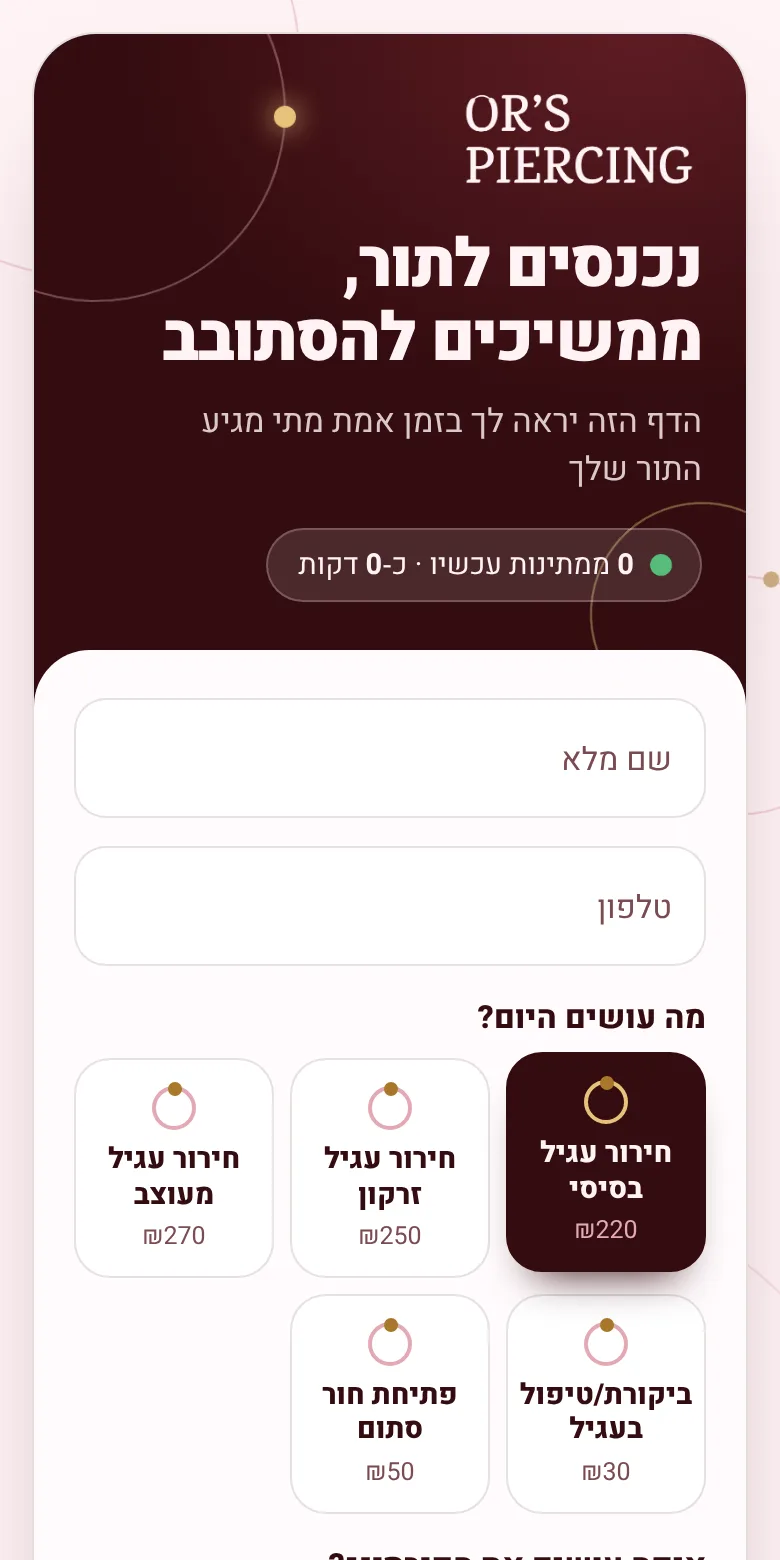 OR’S
PIERCING
נכנסים לתור,
ממשיכים להסתובב
הדף הזה יראה לך בזמן אמת מתי מגיע
התור שלך
0 ממתינות עכשיו · כ-0 דקות
שם מלא
טלפון
מה עושים היום?
חירור עגיל
בסיסי
₪220
חירור עגיל
זרקון
₪250
חירור עגיל
מעוצב
₪270
ביקורת/טיפול
בעגיל
₪30
פתיחת חור
סתום
₪50